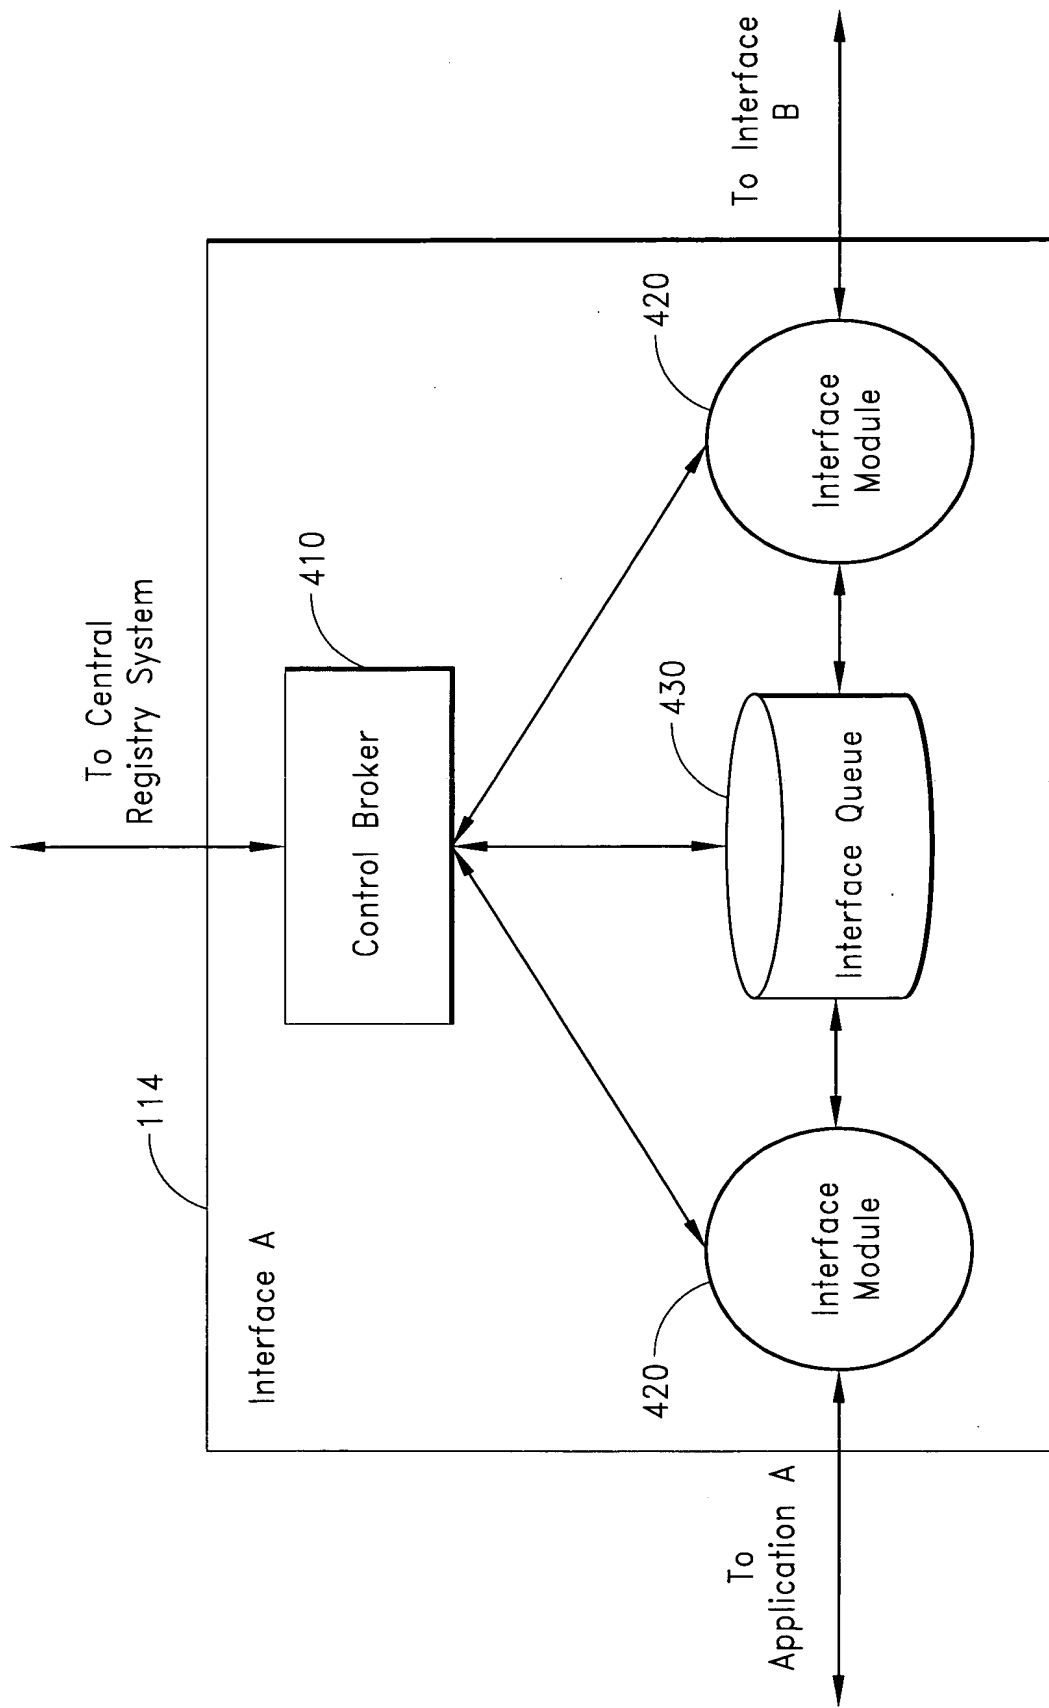 To Central
Registry System
114
Interface A
410
Control Broker
420
430
420
To
Application A
Interface
Module
Interface Queue
Interface
Module
To Interface
B